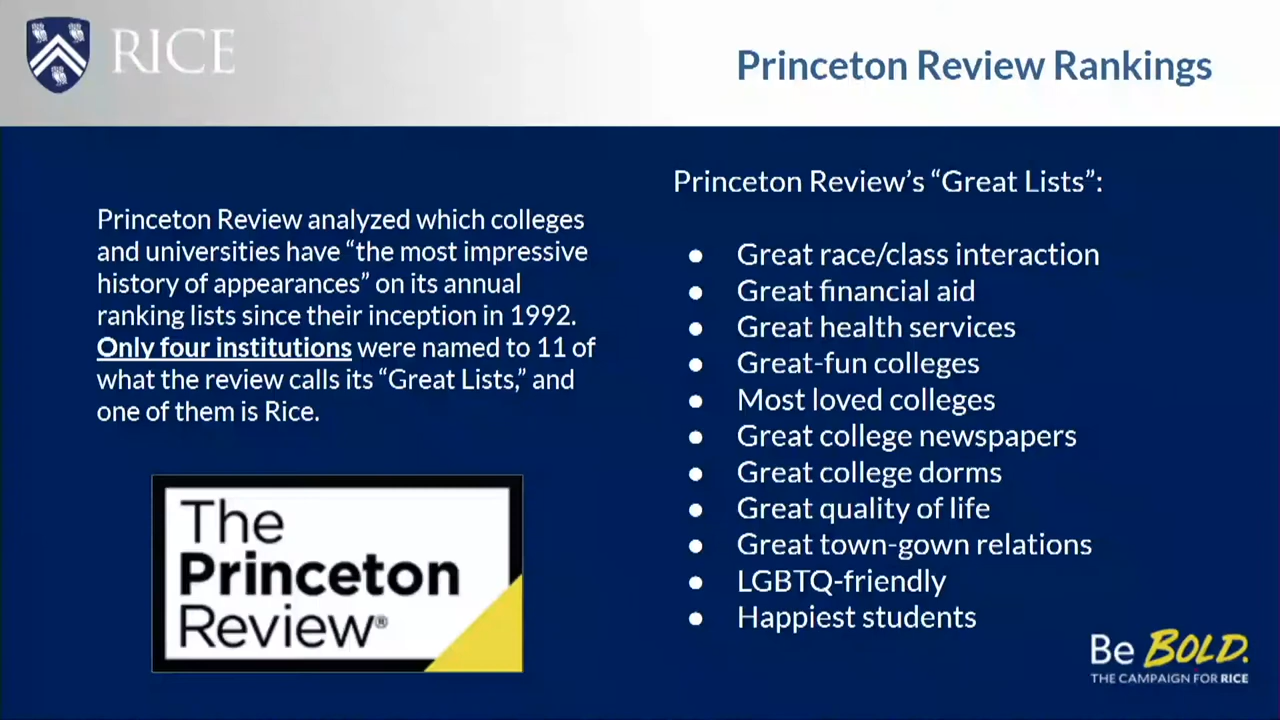 RICE
Princeton Review Rankings
Princeton Review analyzed which colleges
and universities have “the most impressive
history of appearances” on its annual
ranking lists since their inception in 1992.
Only four institutions were named to 11 of
what the review calls its “Great Lists,” and
one of them is Rice.
The
Princeton
Review®
Princeton Review’s “Great Lists”:
● Great race/class interaction
● Great financial aid
● Great health services
● Great-fun colleges
● Most loved colleges
● Great college newspapers
● Great college dorms
● Great quality of life
● Great town-gown relations
● LGBTQ-friendly
● Happiest students
Be BOLD.
THE CAMPAIGN FOR RICE